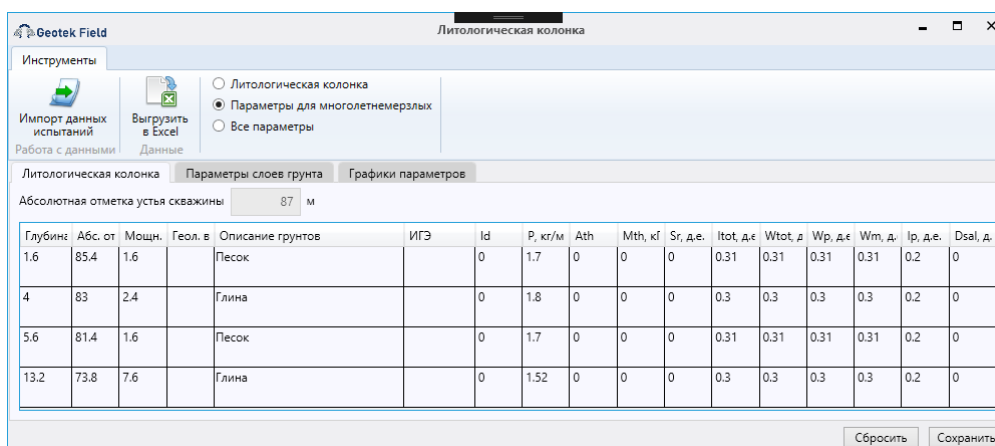 Geotek Field
Литологическая колонка
Инструменты
Импорт данных испытаний
Работа с данными
Выгрузить в Excel
Данные
Литологическая колонка
Параметры для многолетнемерзлых
Все параметры
Литологическая колонка Параметры слоев грунта Графики параметров
Абсолютная отметка устья скважины 87 м
Глубина Абс. от Мощн. Геол. в Описание грунтов ИГЭ Id P, кг/м Ath Mth, кГ Sr, д.е. Itot, д.е Wtot, д Wp, д.е Wm, д. Ip, д.е. Dsal, д.
1.6 85.4 1.6 Песок 0 1.7 0 0 0 0.31 0.31 0.31 0.31 0.2 0
4 83 2.4 Глина 0 1.8 0 0 0 0.3 0.3 0.3 0.3 0.2 0
5.6 81.4 1.6 Песок 0 1.7 0 0 0 0.31 0.31 0.31 0.31 0.2 0
13.2 73.8 7.6 Глина 0 1.52 0 0 0 0.3 0.3 0.3 0.3 0.2 0
Сбросить Сохранить